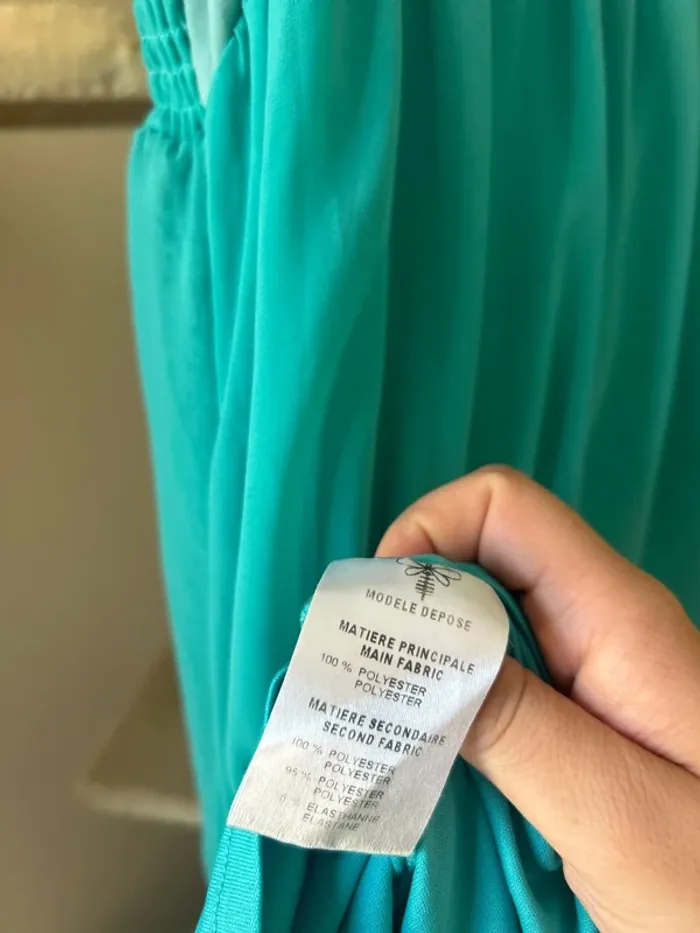 MODELE DEPOSE
MATIERE PRINCIPALE
MAIN FABRIC
100 % POLYESTER
POLYESTER
MATIERE SECONDAIRE
SECOND FABRIC
100 % POLYESTER
POLYESTER
95 % POLYESTER
POLYESTER
5 % ELASTHANNE
ELASTANE